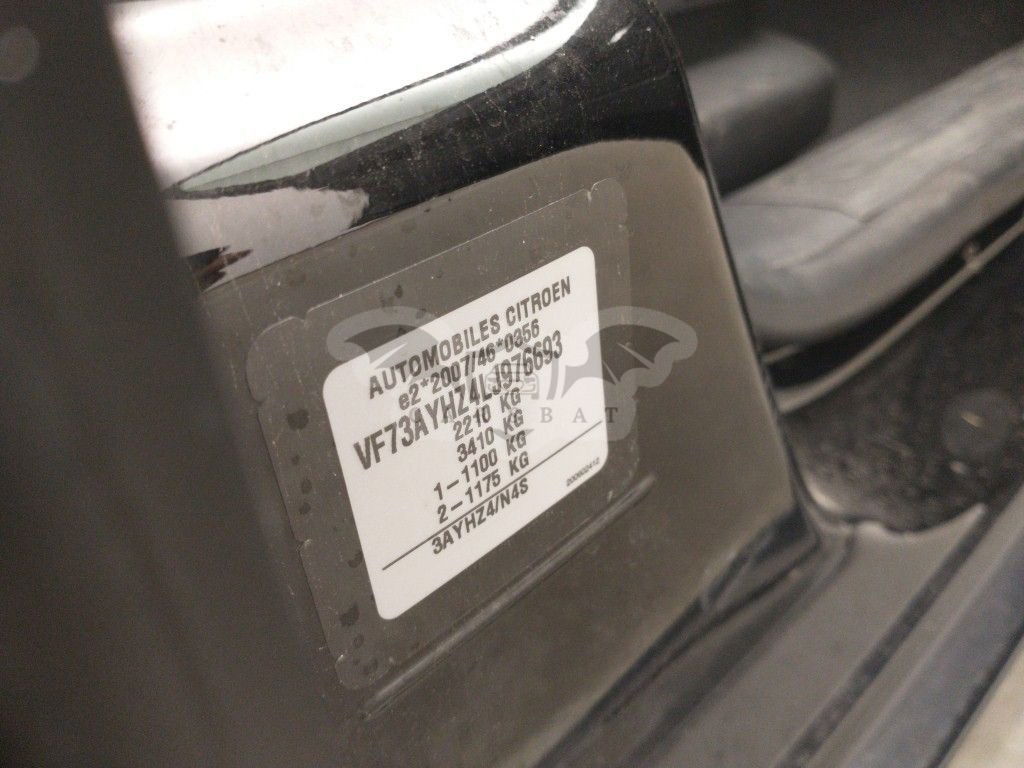 AUTOMOBILES CITROEN
e2*2007/46*0356
VF73AYHZ4LJ976693
2210 KG
3410 KG
1-1100 KG
2-1175 KG
3AYHZ4/N4S
BAT